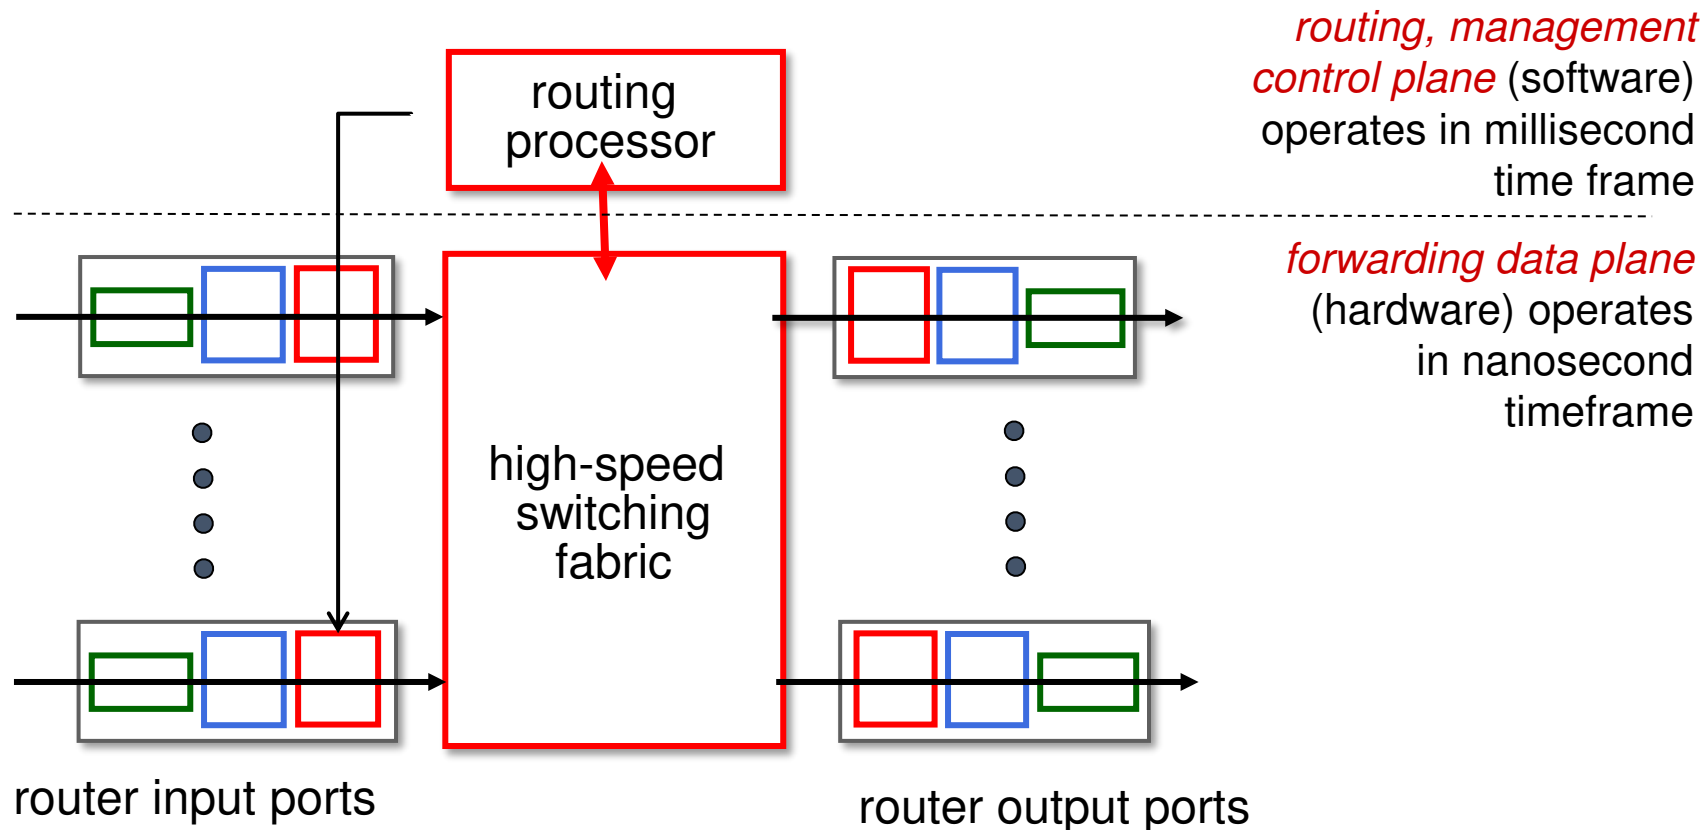 routing, management
control plane (software)
operates in millisecond
time frame
routing
processor
forwarding data plane
(hardware) operates
in nanosecond
timeframe
high-speed
switching
fabric
router input ports
router output ports